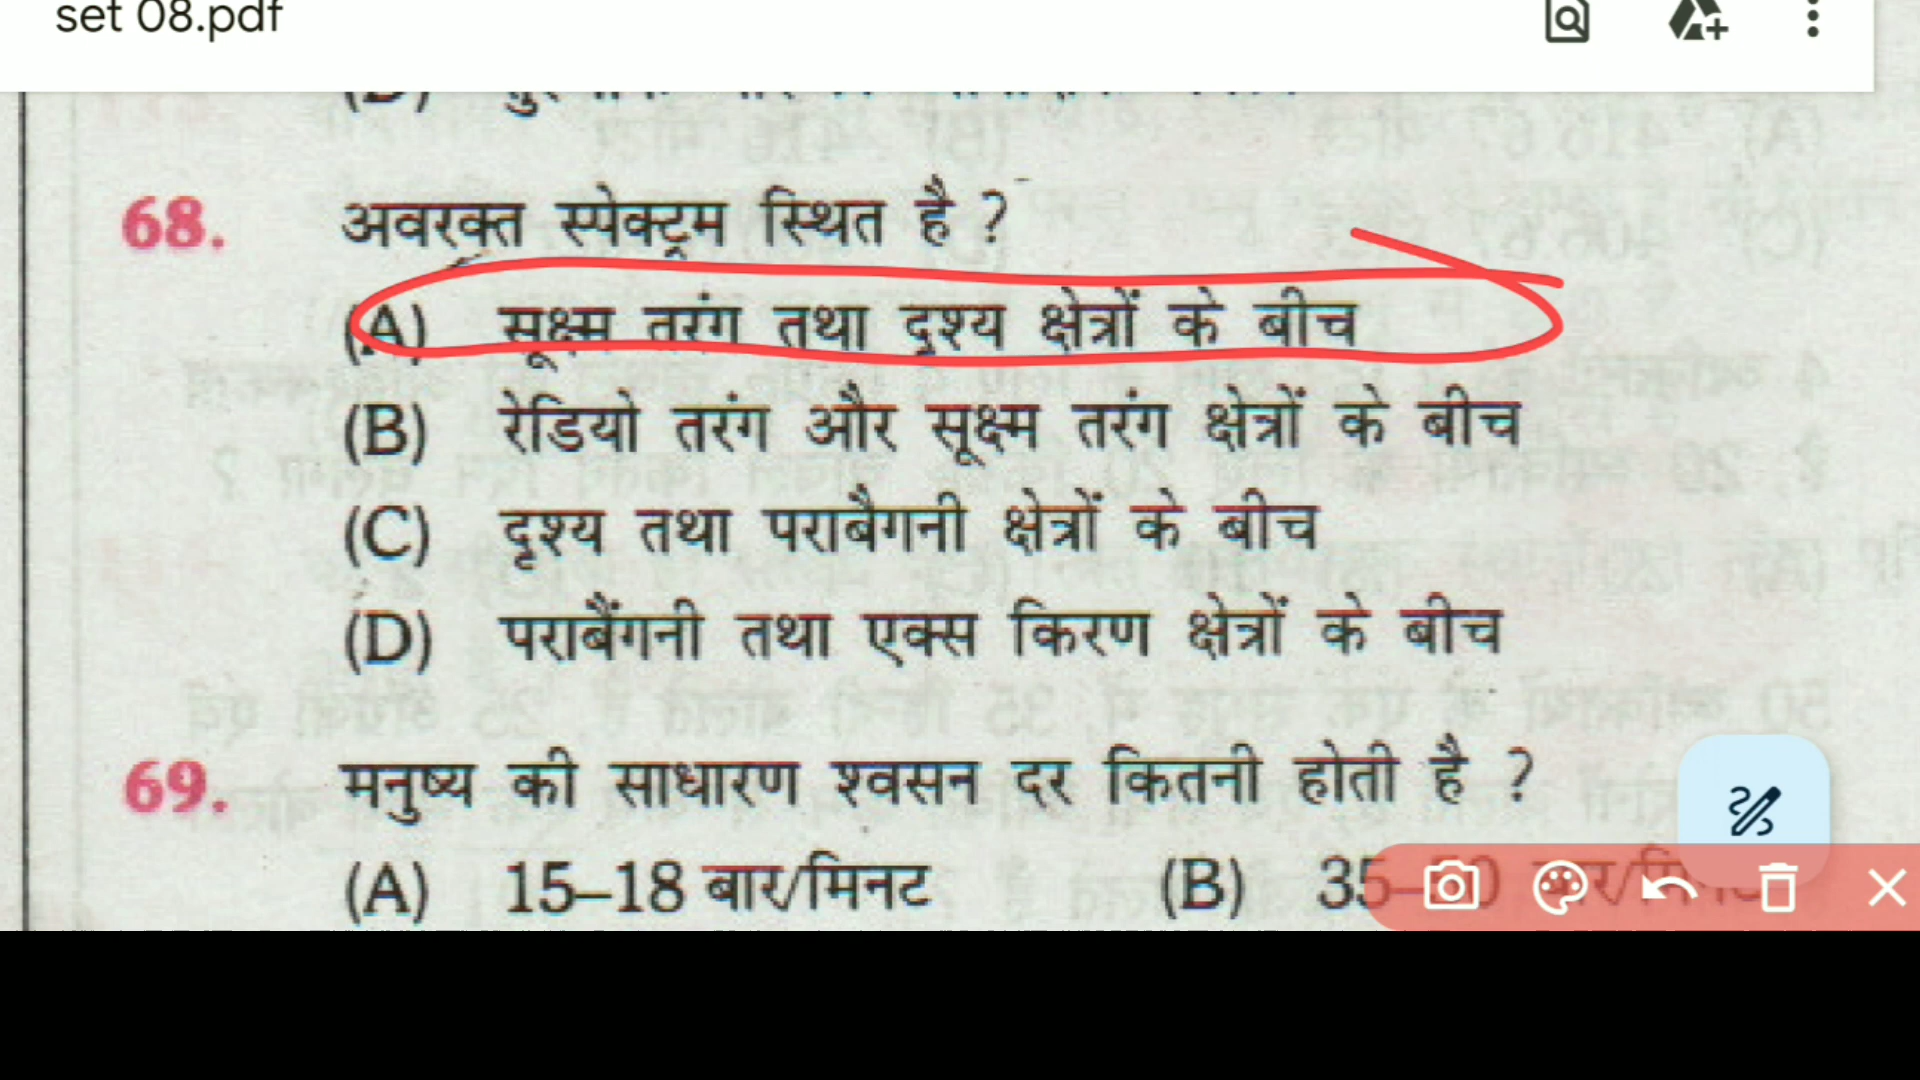 set 08.pdf
68. अवरक्त स्पेक्ट्रम स्थित है ?
(A) सूक्ष्म तरंग तथा दृश्य क्षेत्रों के बीच
(B) रेडियो तरंग और सूक्ष्म तरंग क्षेत्रों के बीच
(C) दृश्य तथा पराबैगनी क्षेत्रों के बीच
(D) पराबैंगनी तथा एक्स किरण क्षेत्रों के बीच
69. मनुष्य की साधारण श्वसन दर कितनी होती है ?
(A) 15–18 बार/मिनट (B)